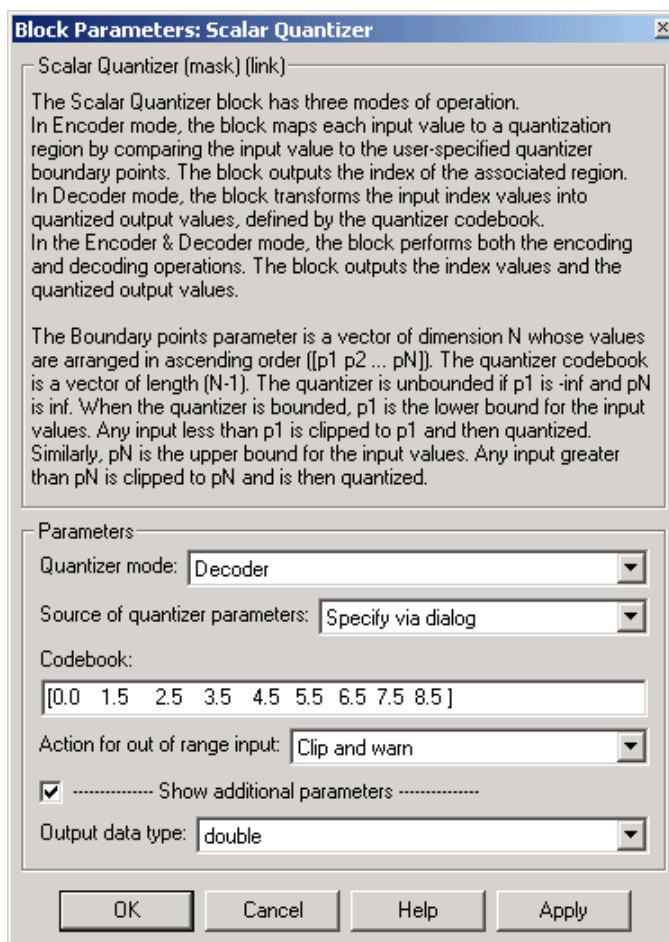 Block Parameters: Scalar Quantizer
Scalar Quantizer (mask) (link)
The Scalar Quantizer block has three modes of operation.
In Encoder mode, the block maps each input value to a quantization
region by comparing the input value to the user-specified quantizer
boundary points. The block outputs the index of the associated region.
In Decoder mode, the block transforms the input index values into
quantized output values, defined by the quantizer codebook.
In the Encoder & Decoder mode, the block performs both the encoding
and decoding operations. The block outputs the index values and the
quantized output values.
The Boundary points parameter is a vector of dimension N whose values
are arranged in ascending order ([p1 p2 ... pN]). The quantizer codebook
is a vector of length (N-1). The quantizer is unbounded if p1 is -inf and pN
is inf. When the quantizer is bounded, p1 is the lower bound for the input
values. Any input less than p1 is clipped to p1 and then quantized.
Similarly, pN is the upper bound for the input values. Any input greater
than pN is clipped to pN and is then quantized.
Parameters
Quantizer mode: Decoder
Source of quantizer parameters: Specify via dialog
Codebook:
[0.0 1.5 2.5 3.5 4.5 5.5 6.5 7.5 8.5 ]
Action for out of range input: Clip and warn
--------------- Show additional parameters ---------------
Output data type: double
OK Cancel Help Apply